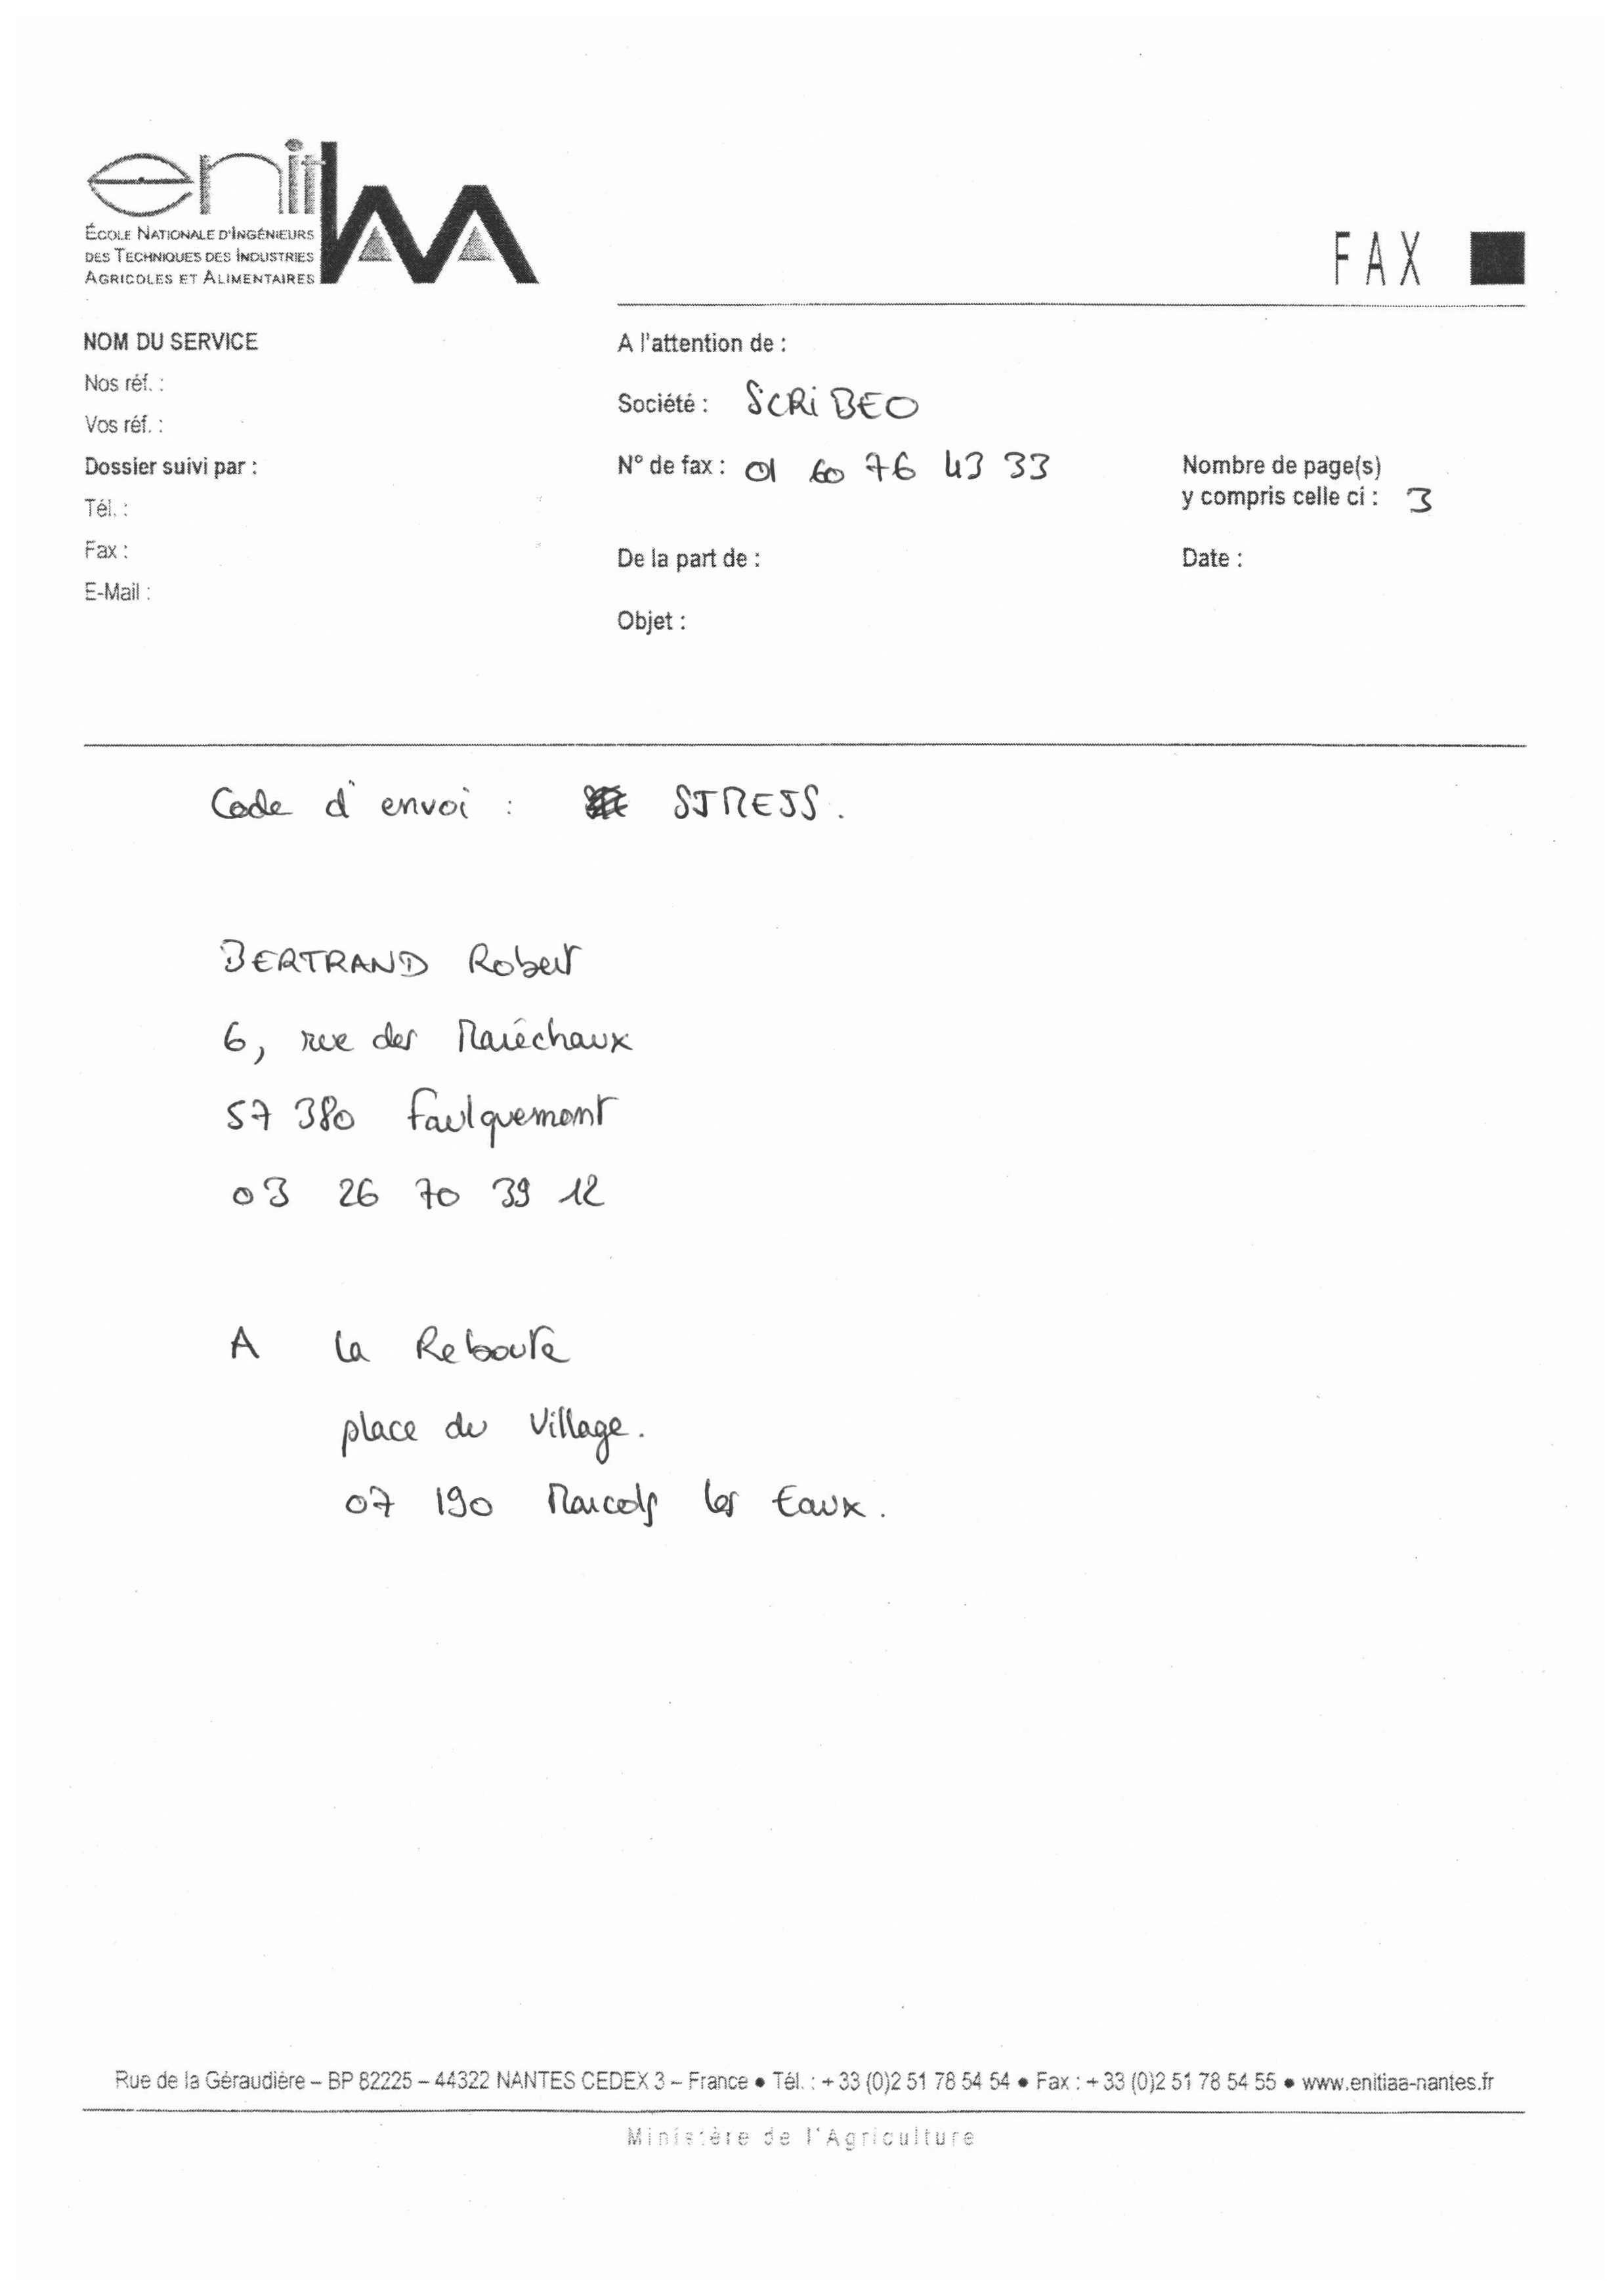 enitiaa
ÉCOLE NATIONALE D'INGÉNIEURS
DES TECHNIQUES DES INDUSTRIES
AGRICOLES ET ALIMENTAIRES
FAX
NOM DU SERVICE
Nos réf. :
Vos réf. :
Dossier suivi par :
Tél. :
Fax :
E-Mail :
A l'attention de :
Société : SCRiBEO
N° de fax : 01 60 76 43 33
Nombre de page(s)
y compris celle ci : 3
De la part de :
Date :
Objet :
Code d'envoi : STRESS.
BERTRAND Robert
6, rue des Maréchaux
57 380 Faulquemont
03 26 70 39 12
A la Reboute
place du Village.
07 190 Marcols les Eaux.
Rue de la Géraudière – BP 82225 – 44322 NANTES CEDEX 3 – France • Tél. : + 33 (0)2 51 78 54 54 • Fax : + 33 (0)2 51 78 54 55 • www.enitiaa-nantes.fr
Ministère de l'Agriculture